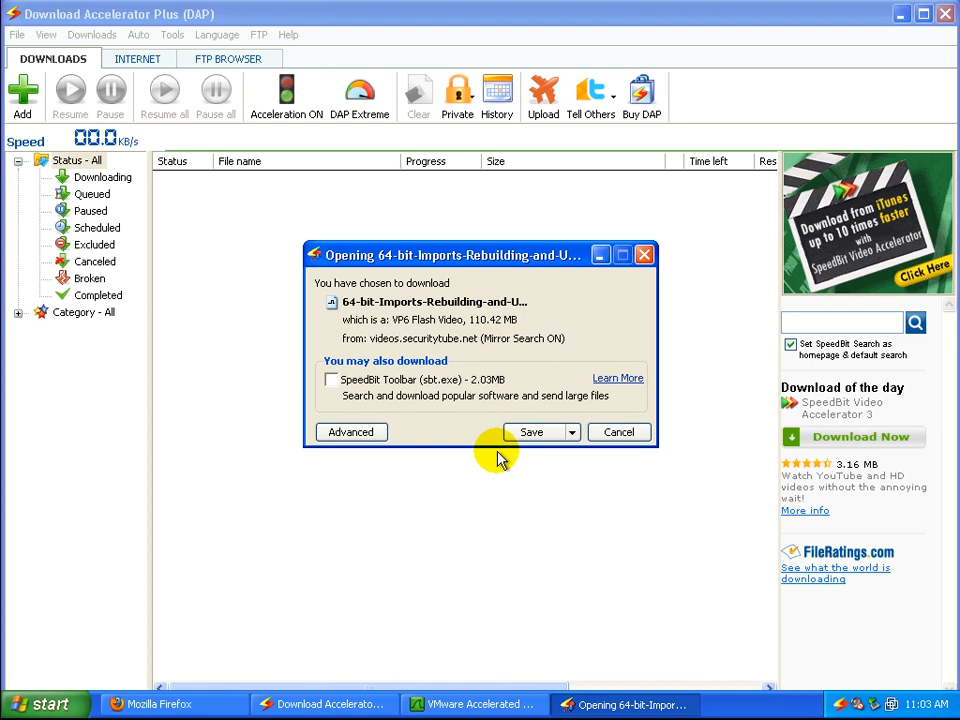 Download Accelerator Plus (DAP)
File View Downloads Auto Tools Language FTP Help
DOWNLOADS INTERNET FTP BROWSER
Add Resume Pause Resume all Pause all Acceleration ON DAP Extreme Clear Private History Upload Tell Others Buy DAP
Speed 00.0 KB/s
Status - All
Downloading
Queued
Paused
Scheduled
Excluded
Canceled
Broken
Completed
Category - All
Status File name Progress Size Time left Res
Opening 64-bit-Imports-Rebuilding-and-U...
You have chosen to download
64-bit-Imports-Rebuilding-and-U...
which is a: VP6 Flash Video, 110.42 MB
from: videos.securitytube.net (Mirror Search ON)
You may also download
SpeedBit Toolbar (sbt.exe) - 2.03MB Learn More
Search and download popular software and send large files
Advanced Save Cancel
Download from iTunes
up to 10 times faster
with
SpeedBit Video Accelerator
Click Here
Set SpeedBit Search as
homepage & default search
Download of the day
SpeedBit Video
Accelerator 3
Download Now
3.16 MB
Watch YouTube and HD
videos without the annoying
wait!
More info
FileRatings.com
See what the world is
downloading
start Mozilla Firefox Download Accelerato... VMware Accelerated ... Opening 64-bit-Impor... 11:03 AM